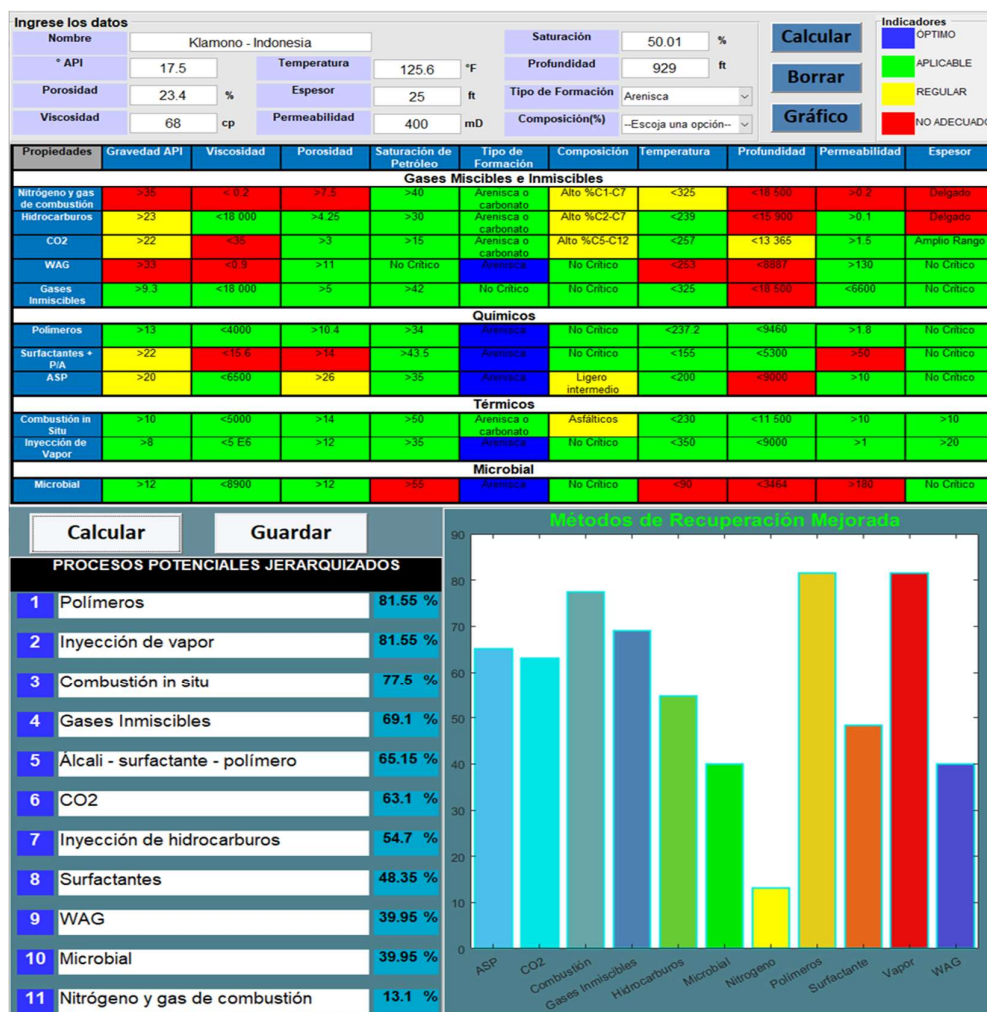 Ingrese los datos
Nombre Klamono - Indonesia Saturación 50.01 % Calcular Indicadores
ÓPTIMO
° API 17.5 Temperatura 125.6 °F Profundidad 929 ft APLICABLE
Porosidad 23.4 % Espesor 25 ft Tipo de Formación Arenisca Borrar REGULAR
Viscosidad 68 cp Permeabilidad 400 mD Composición(%) --Escoja una opción-- Gráfico NO ADECUADO
Propiedades Gravedad API Viscosidad Porosidad Saturación de Petróleo Tipo de Formación Composición Temperatura Profundidad Permeabilidad Espesor
Gases Miscibles e Inmiscibles
Nitrógeno y gas de combustión >35 < 0.2 >7.5 >40 Arenisca o carbonato Alto %C1-C7 <325 <18 500 >0.2 Delgado
Hidrocarburos >23 <18 000 >4.25 >30 Arenisca o carbonato Alto %C2-C7 <239 <15 900 >0.1 Delgado
CO2 >22 <35 >3 >15 Arenisca o carbonato Alto %C5-C12 <257 <13 365 >1.5 Amplio Rango
WAG >33 <0.9 >11 No Crítico Arenisca No Crítico <253 <8887 >130 No Crítico
Gases Inmiscibles >9.3 <18 000 >5 >42 No Crítico No Crítico <325 <18 500 <6600 No Crítico
Químicos
Polimeros >13 <4000 >10.4 >34 Arenisca No Crítico <237.2 <9460 >1.8 No Crítico
Surfactantes + P/A >22 <15.6 >14 >43.5 Arenisca No Crítico <155 <5300 >50 No Crítico
ASP >20 <6500 >26 >35 Arenisca Ligero intermedio <200 <9000 >10 No Crítico
Térmicos
Combustión in Situ >10 <5000 >14 >50 Arenisca o carbonato Asfálticos <230 <11 500 >10 >10
Inyección de Vapor >8 <5 E6 >12 >35 Arenisca No Crítico <350 <9000 >1 >20
Microbial
Microbial >12 <8900 >12 >55 Arenisca No Crítico <90 <3464 >180 No Crítico
Calcular Guardar
PROCESOS POTENCIALES JERARQUIZADOS
1 Polímeros 81.55 %
2 Inyección de vapor 81.55 %
3 Combustión in situ 77.5 %
4 Gases Inmiscibles 69.1 %
5 Álcali - surfactante - polímero 65.15 %
6 CO2 63.1 %
7 Inyección de hidrocarburos 54.7 %
8 Surfactantes 48.35 %
9 WAG 39.95 %
10 Microbial 39.95 %
11 Nitrógeno y gas de combustión 13.1 %
Métodos de Recuperación Mejorada
90
80
70
60
50
40
30
20
10
0
ASP CO2 Combustión Gases Inmiscibles Hidrocarburos Microbial Nitrogeno Polimeros Surfactante Vapor WAG